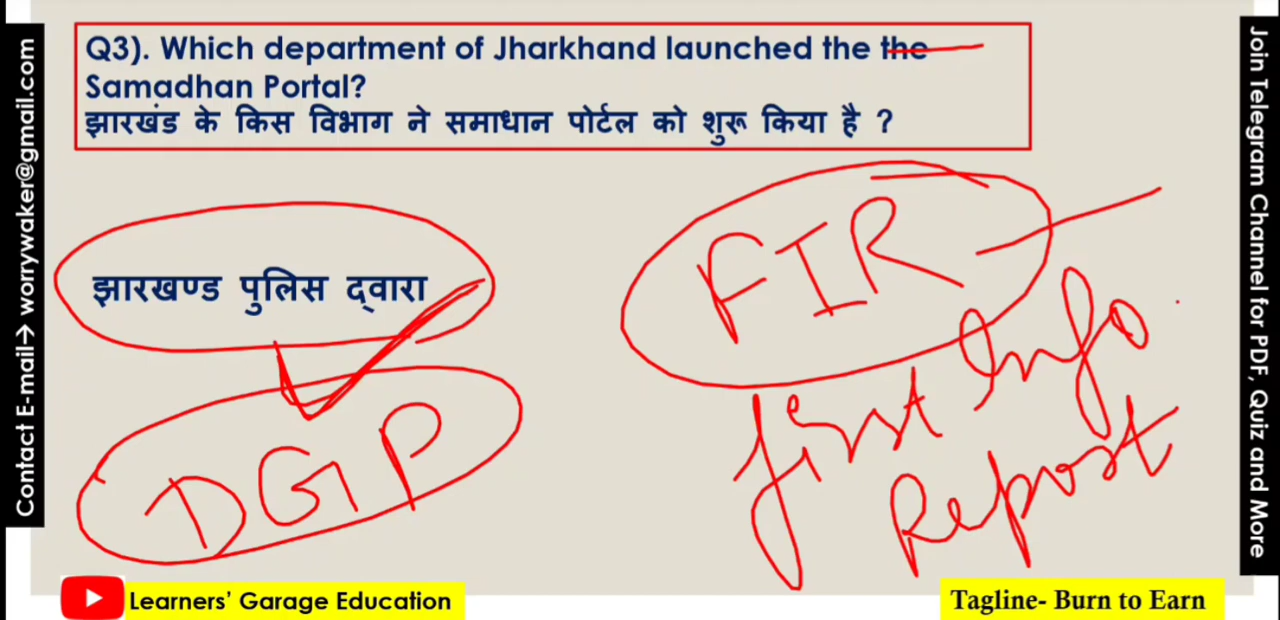 Q3). Which department of Jharkhand launched the the
Samadhan Portal?
झारखंड के किस विभाग ने समाधान पोर्टल को शुरू किया है ?
झारखण्ड पुलिस द्वारा
DGP
FIR
First Info.
Report
Contact E-mail→ worrywaker@gmail.com
Join Telegram Channel for PDF, Quiz and More
Learners’ Garage Education
Tagline- Burn to Earn